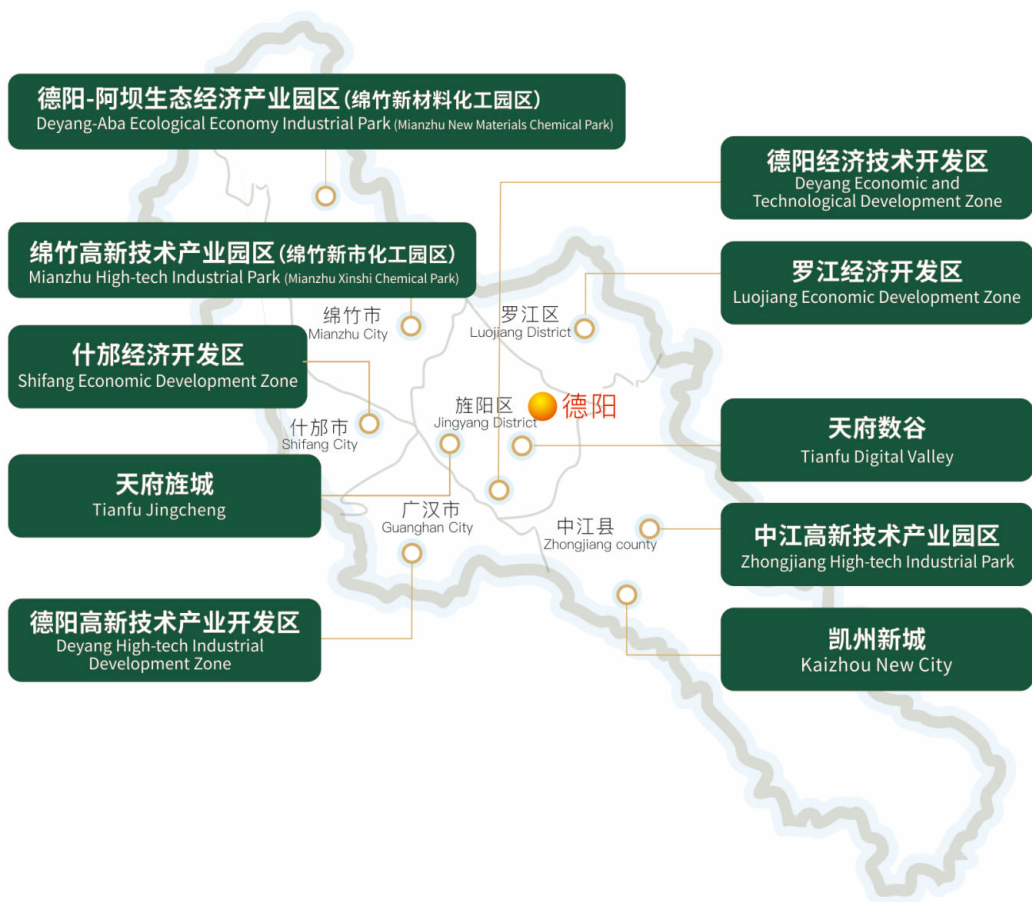 德阳-阿坝生态经济产业园区(绵竹新材料化工园区)
Deyang-Aba Ecological Economy Industrial Park (Mianzhu New Materials Chemical Park)
德阳经济技术开发区
Deyang Economic and
Technological Development Zone
绵竹高新技术产业园区(绵竹新市化工园区)
Mianzhu High-tech Industrial Park (Mianzhu Xinshi Chemical Park)
罗江经济开发区
Luojiang Economic Development Zone
绵竹市
Mianzhu City
罗江区
Luojiang District
什邡经济开发区
Shifang Economic Development Zone
旌阳区
Jingyang District
德阳
什邡市
Shifang City
天府数谷
Tianfu Digital Valley
天府旌城
Tianfu Jingcheng
广汉市
Guanghan City
中江县
Zhongjiang county
中江高新技术产业园区
Zhongjiang High-tech Industrial Park
德阳高新技术产业开发区
Deyang High-tech Industrial
Development Zone
凯州新城
Kaizhou New City